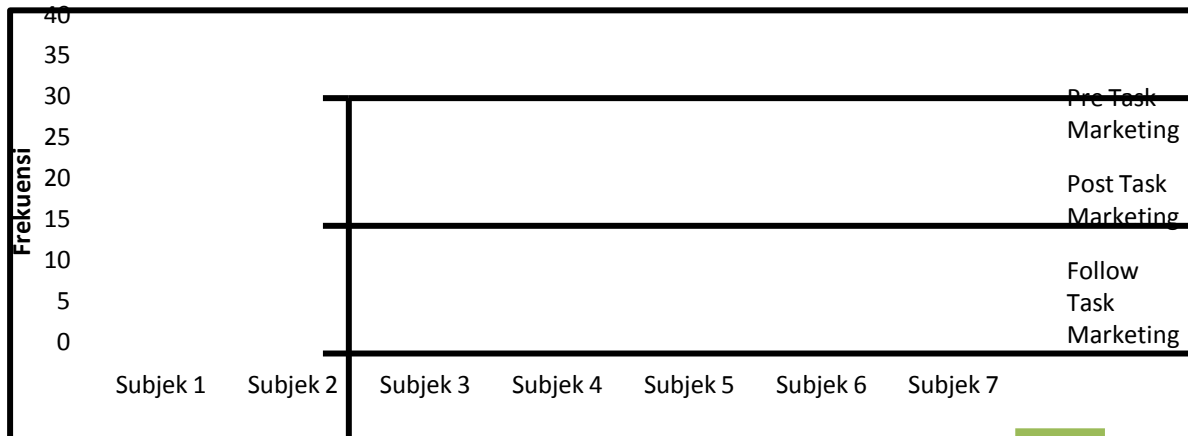 40
35
30
25
20
15
10
5
0
Frekuensi
Subjek 1 Subjek 2 Subjek 3 Subjek 4 Subjek 5 Subjek 6 Subjek 7
Pre Task
Marketing
Post Task
Marketing
Follow
Task
Marketing